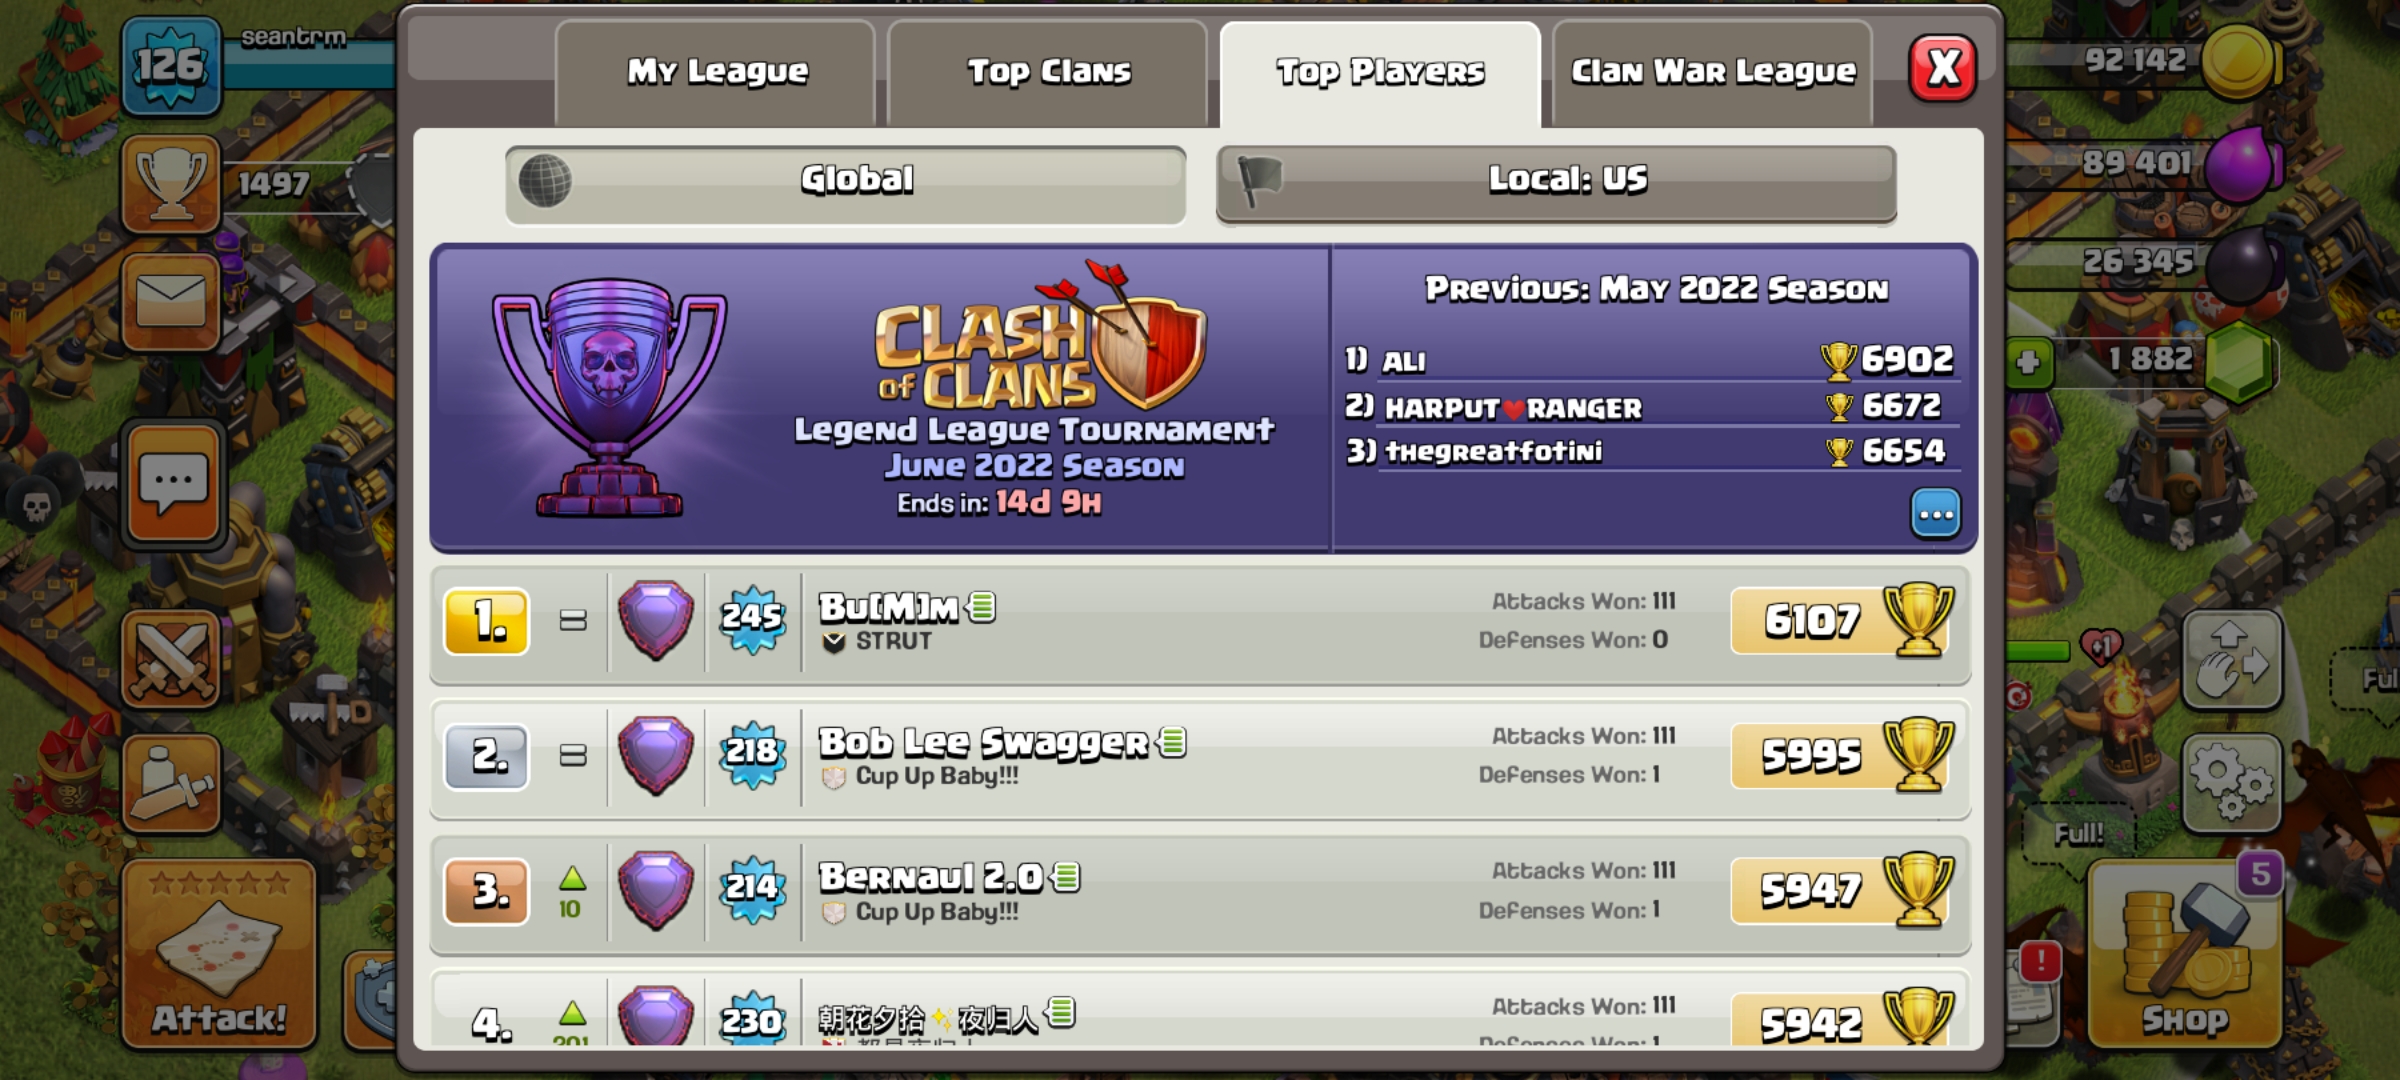 126
seantrm
1497
Attack!
My League
Top Clans
Top Players
Clan War League
X
Global
Local: US
CLASH
of CLANS
Legend League Tournament
June 2022 Season
Ends in: 14d 9H
Previous: May 2022 Season
1) ALI 6902
2) HARPUT❤RANGER 6672
3) thegreatfotini 6654
1. = 245 Bu[M]m
STRUT
Attacks Won: 111
Defenses Won: 0
6107
2. = 218 Bob Lee Swagger
Cup Up Baby!!!
Attacks Won: 111
Defenses Won: 1
5995
3. 10 214 Bernaul 2.0
Cup Up Baby!!!
Attacks Won: 111
Defenses Won: 1
5947
4. 201 230 朝花夕拾✨夜归人
Attacks Won: 111
Defenses Won: 1
5942
92 142
89 401
26 345
1 882
+1
Full!
5
!
Shop